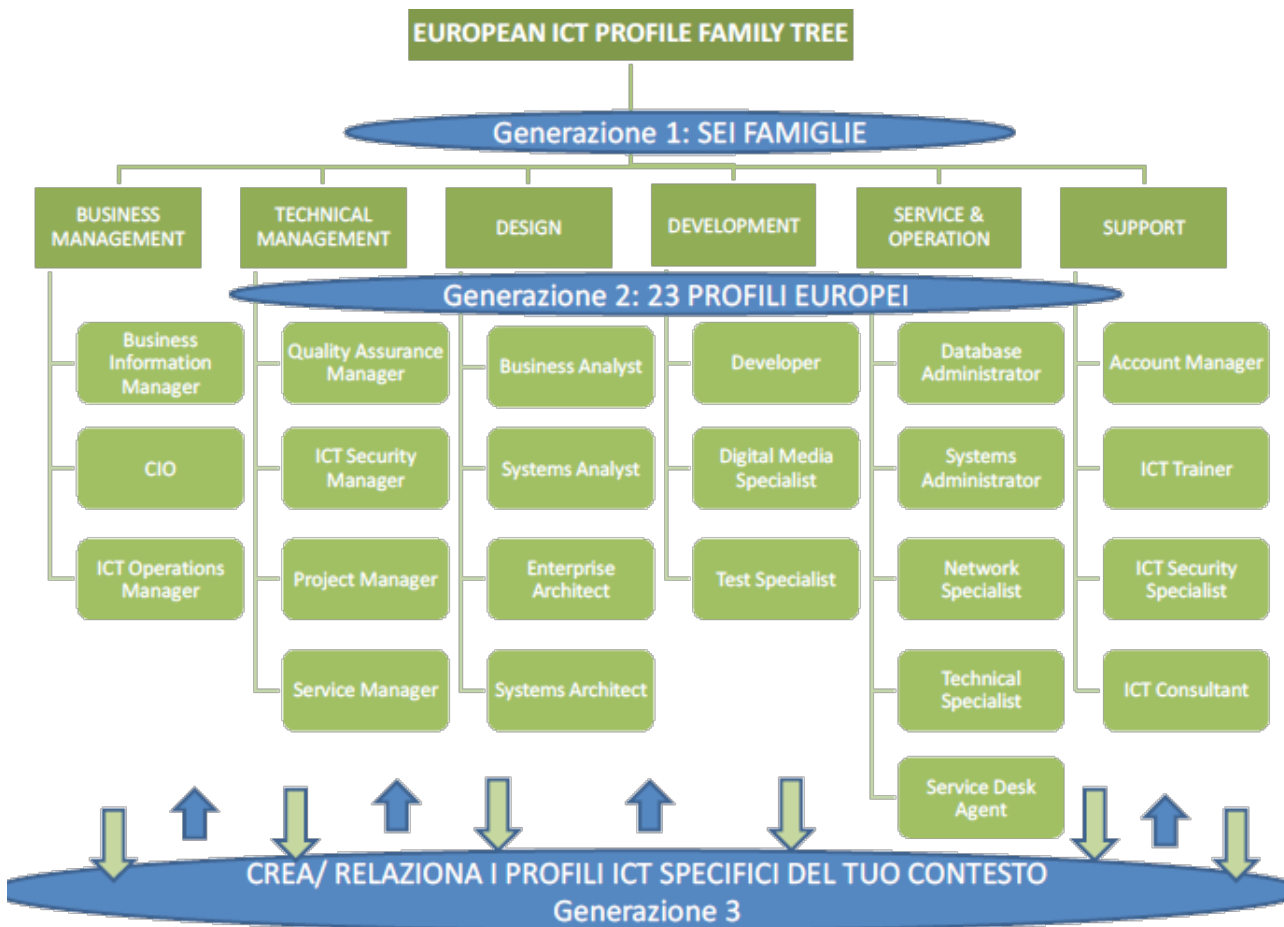 EUROPEAN ICT PROFILE FAMILY TREE
Generazione 1: SEI FAMIGLIE
BUSINESS
MANAGEMENT
TECHNICAL
MANAGEMENT
DESIGN
DEVELOPMENT
SERVICE &
OPERATION
SUPPORT
Generazione 2: 23 PROFILI EUROPEI
Business
Information
Manager
Quality Assurance
Manager
Business Analyst
Developer
Database
Administrator
Account Manager
CIO
ICT Security
Manager
Systems Analyst
Digital Media
Specialist
Systems
Administrator
ICT Trainer
ICT Operations
Manager
Project Manager
Enterprise
Architect
Test Specialist
Network
Specialist
ICT Security
Specialist
Service Manager
Systems Architect
Technical
Specialist
ICT Consultant
Service Desk
Agent
CREA/ RELAZIONA I PROFILI ICT SPECIFICI DEL TUO CONTESTO
Generazione 3